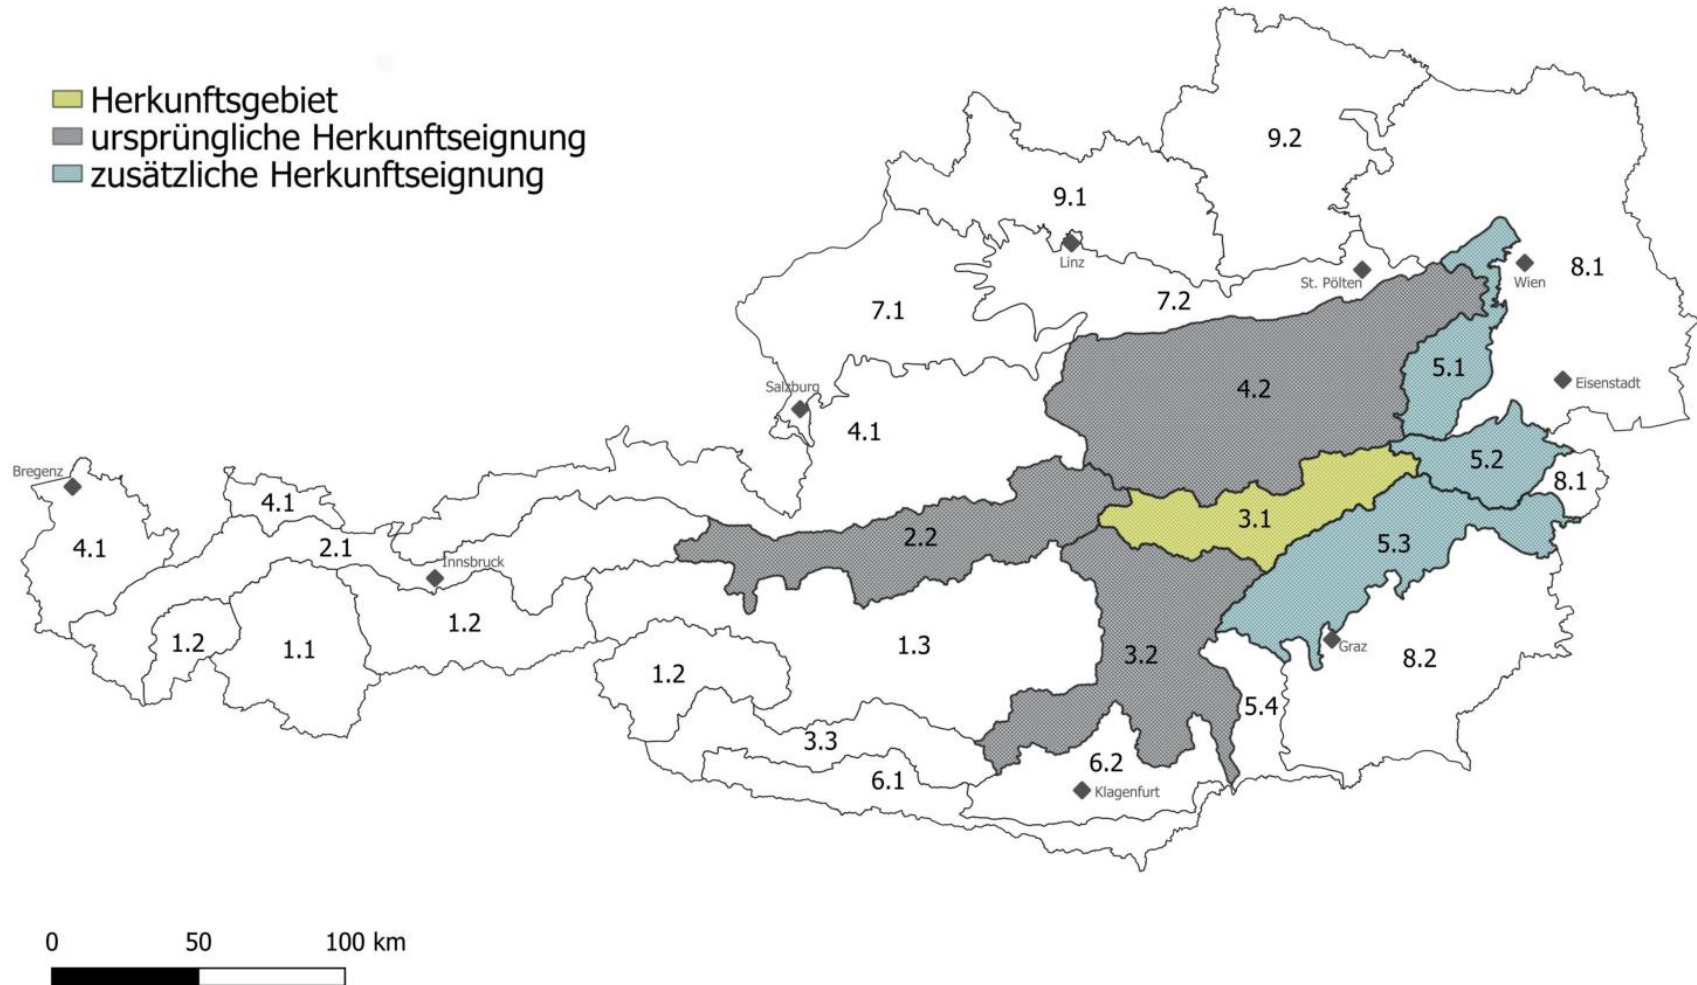 Herkunftsgebiet
ursprüngliche Herkunftseignung
zusätzliche Herkunftseignung
9.2
9.1
Linz
St. Pölten
Wien
8.1
7.1
7.2
5.1
Eisenstadt
Salzburg
4.2
4.1
Bregenz
5.2
8.1
4.1
3.1
4.1
2.1
2.2
5.3
Innsbruck
1.2
1.2
1.1
1.3
3.2
Graz
8.2
1.2
5.4
3.3
6.2
6.1
Klagenfurt
0 50 100 km